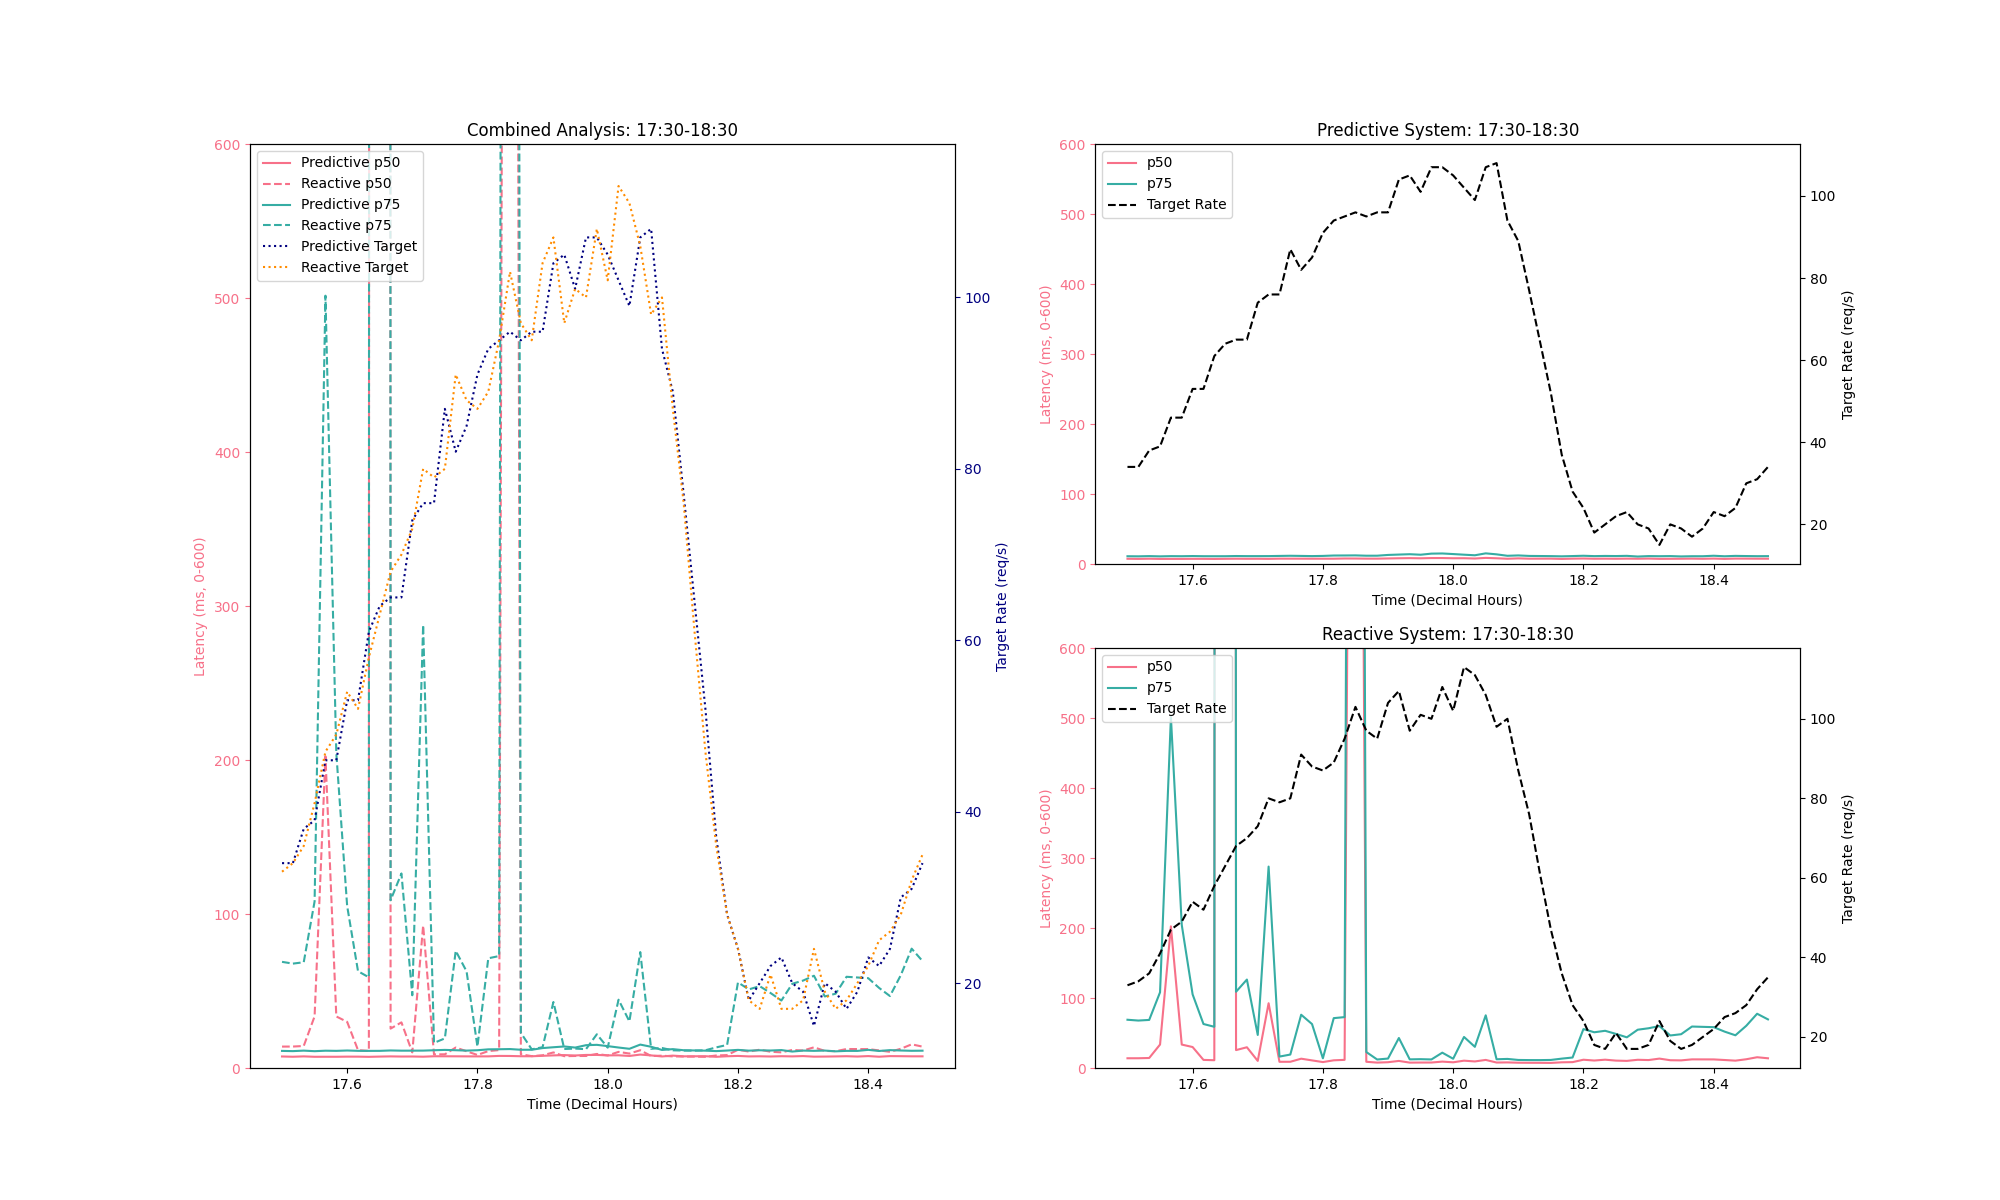 Combined Analysis: 17:30-18:30
600
500
400
300
200
100
0
Latency (ms, 0-600)
Predictive p50
Reactive p50
Predictive p75
Reactive p75
Predictive Target
Reactive Target
100
80
60
40
20
Target Rate (req/s)
17.6 17.8 18.0 18.2 18.4
Time (Decimal Hours)
Predictive System: 17:30-18:30
600
500
400
300
200
100
0
Latency (ms, 0-600)
p50
p75
Target Rate
100
80
60
40
20
Target Rate (req/s)
17.6 17.8 18.0 18.2 18.4
Time (Decimal Hours)
Reactive System: 17:30-18:30
600
500
400
300
200
100
0
Latency (ms, 0-600)
p50
p75
Target Rate
100
80
60
40
20
Target Rate (req/s)
17.6 17.8 18.0 18.2 18.4
Time (Decimal Hours)